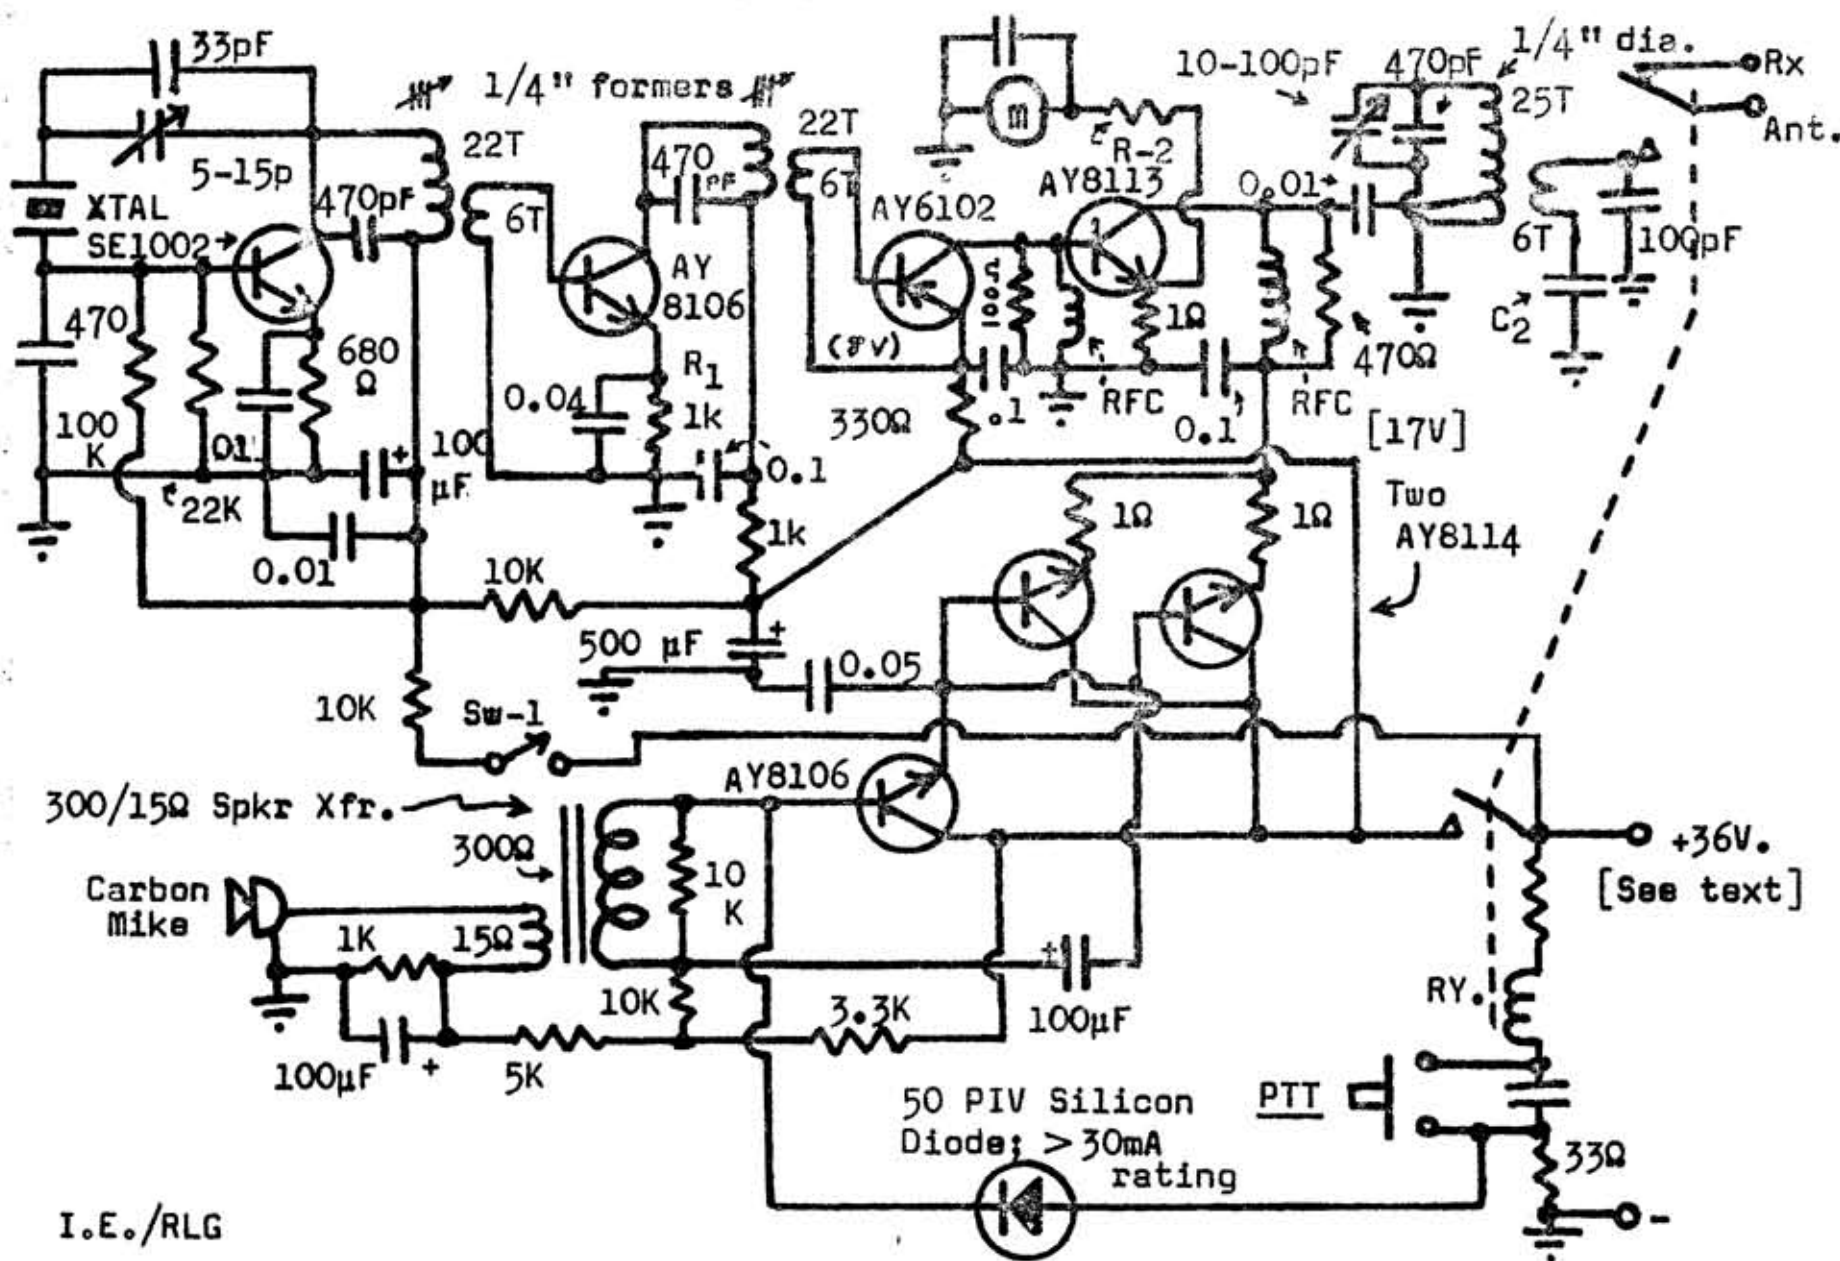 33pF
5-15p
XTAL
SE1002
470pF
470
100
K
22K
.01
680
Ω
100
µF
0.01
1/4" formers
22T
6T
470
PF
AY
8106
R1
1k
0.04
0.1
1k
10K
500 µF
10K
Sw-1
22T
6T
AY6102
(8V)
100Ω
330Ω
.1
m
R-2
AY8113
1Ω
RFC
0.1
RFC
470Ω
0.01
10-100pF
470pF
1/4" dia.
25T
6T
100pF
C2
Rx
Ant.
[17V]
1Ω
1Ω
Two
AY8114
0.05
AY8106
300/15Ω Spkr Xfr.
300Ω
15Ω
Carbon
Mike
1K
100µF +
5K
10
K
10K
3.3K
100µF
+36V.
[See text]
RY.
PTT
33Ω
-
50 PIV Silicon
Diode; >30mA
rating
I.E./RLG